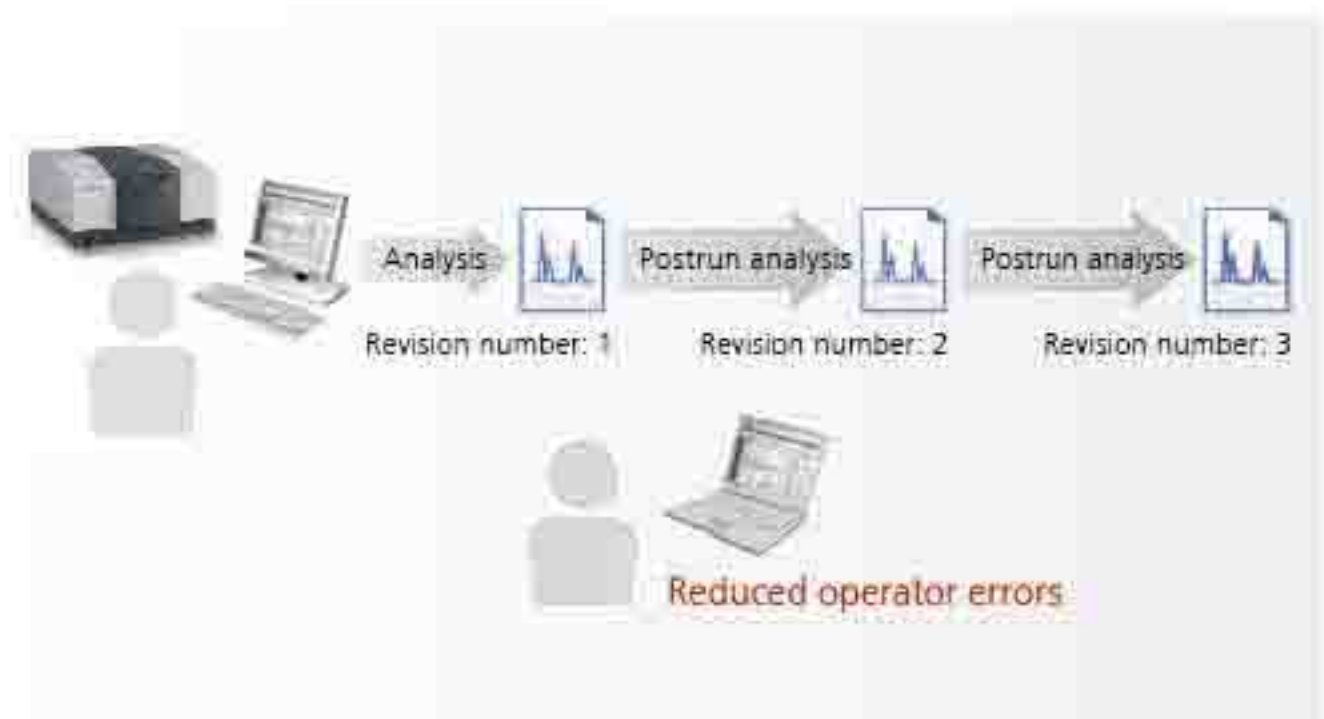 Analysis
Postrun analysis
Postrun analysis
Revision number: 1
Revision number: 2
Revision number: 3
Reduced operator errors